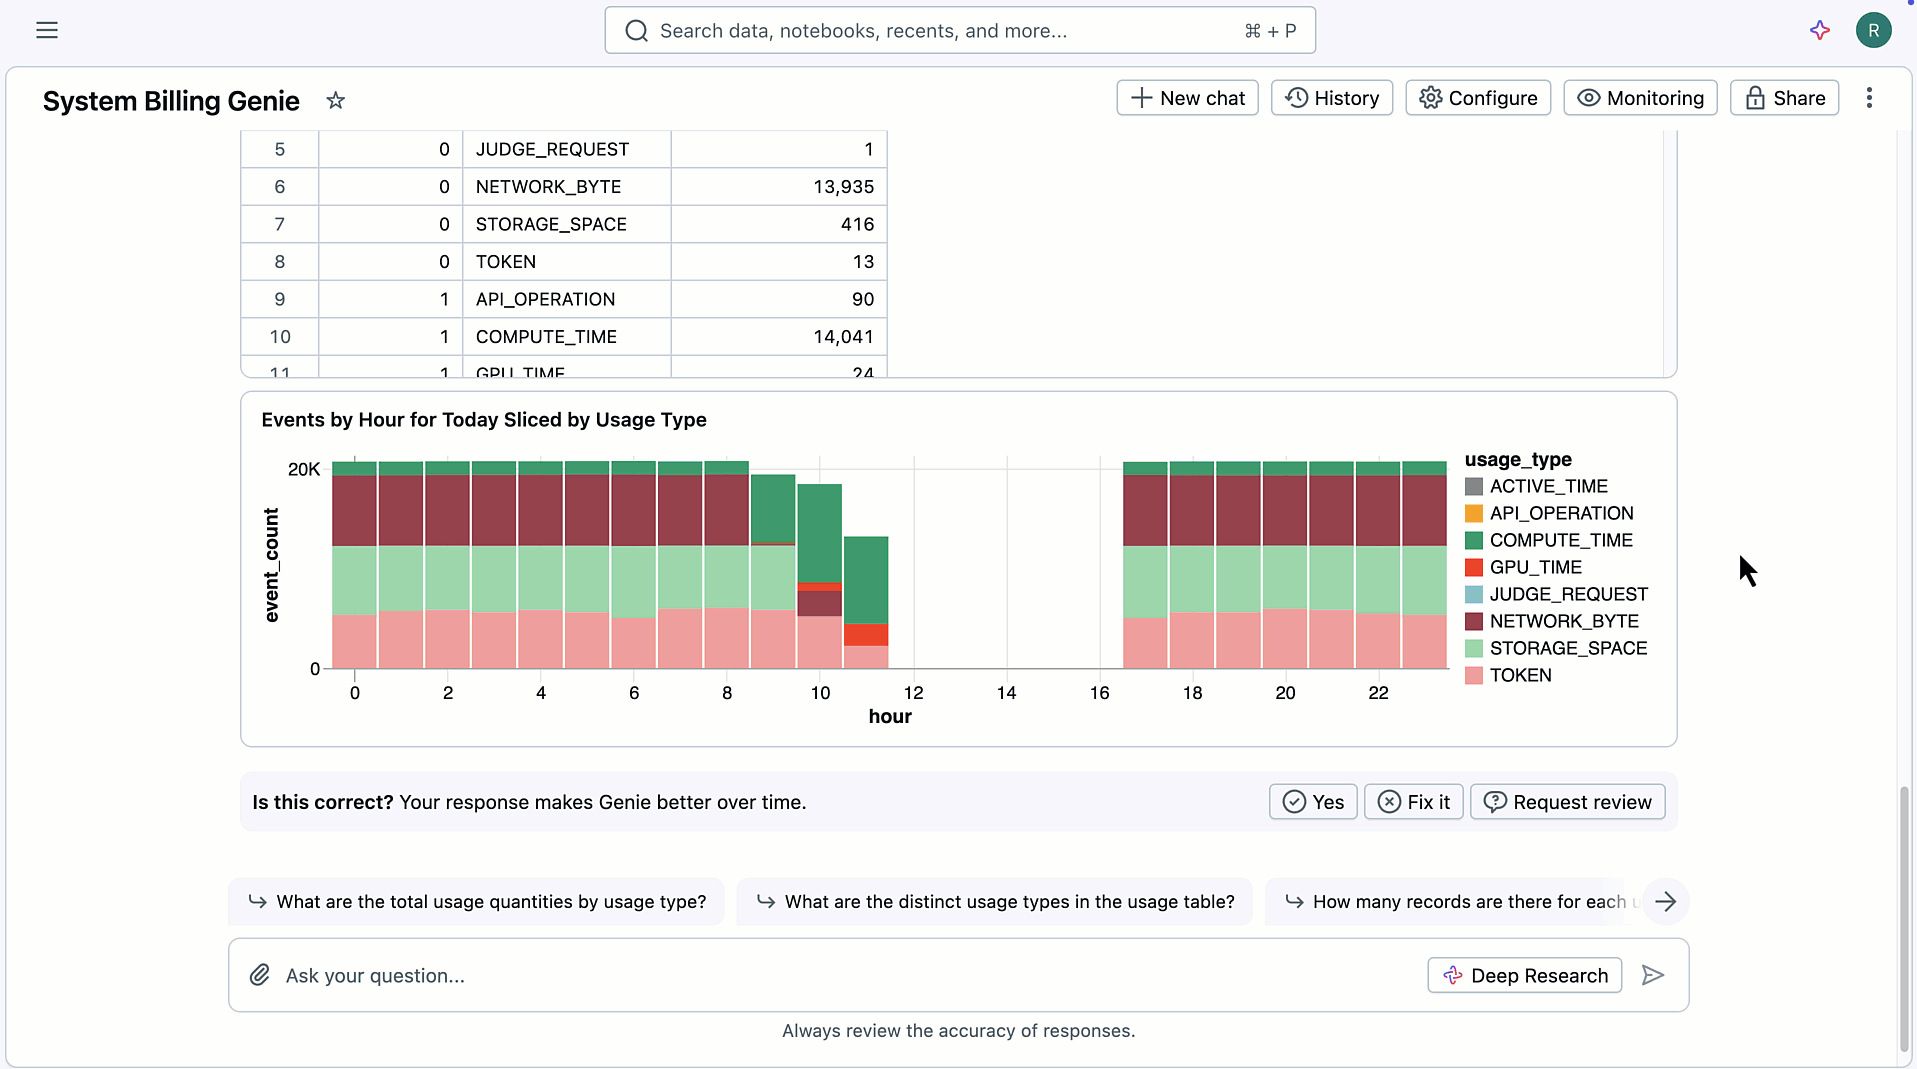 Search data, notebooks, recents, and more... ⌘ + P
R
System Billing Genie
New chat
History
Configure
Monitoring
Share
5 0 JUDGE_REQUEST 1
6 0 NETWORK_BYTE 13,935
7 0 STORAGE_SPACE 416
8 0 TOKEN 13
9 1 API_OPERATION 90
10 1 COMPUTE_TIME 14,041
11 1 GPU_TIME 24
Events by Hour for Today Sliced by Usage Type
20K
0
event_count
0 2 4 6 8 10 12 14 16 18 20 22
hour
usage_type
ACTIVE_TIME
API_OPERATION
COMPUTE_TIME
GPU_TIME
JUDGE_REQUEST
NETWORK_BYTE
STORAGE_SPACE
TOKEN
Is this correct? Your response makes Genie better over time.
Yes
Fix it
Request review
What are the total usage quantities by usage type?
What are the distinct usage types in the usage table?
How many records are there for each u
Ask your question...
Deep Research
Always review the accuracy of responses.